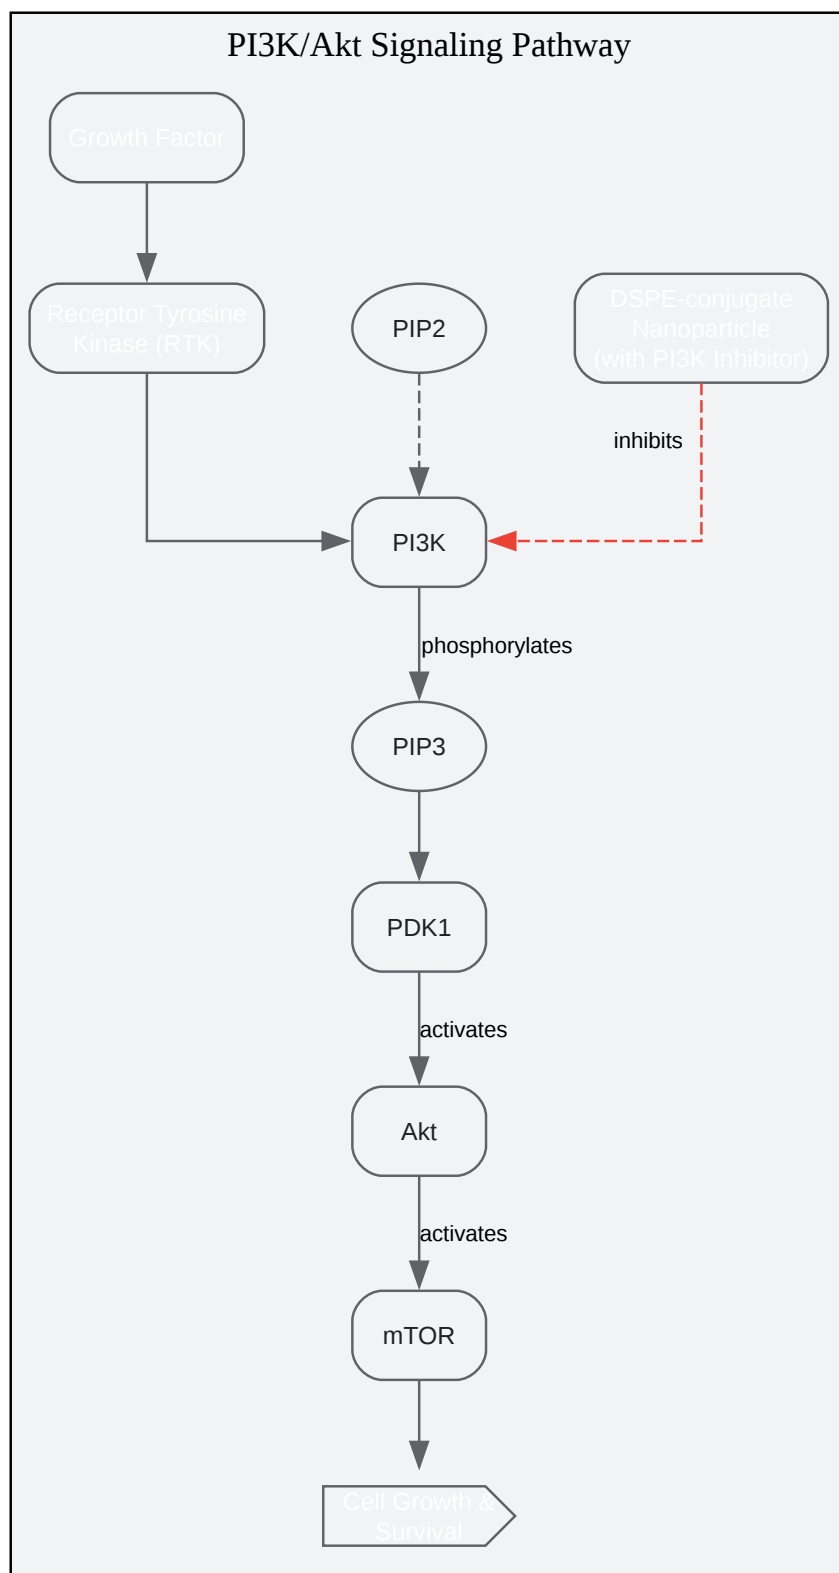 PI3K/Akt Signaling Pathway
Growth Factor
Receptor Tyrosine
Kinase (RTK)
PIP2
DSPE-conjugate
Nanoparticle
(with PI3K Inhibitor)
inhibits
PI3K
phosphorylates
PIP3
PDK1
activates
Akt
activates
mTOR
Cell Growth &
Survival